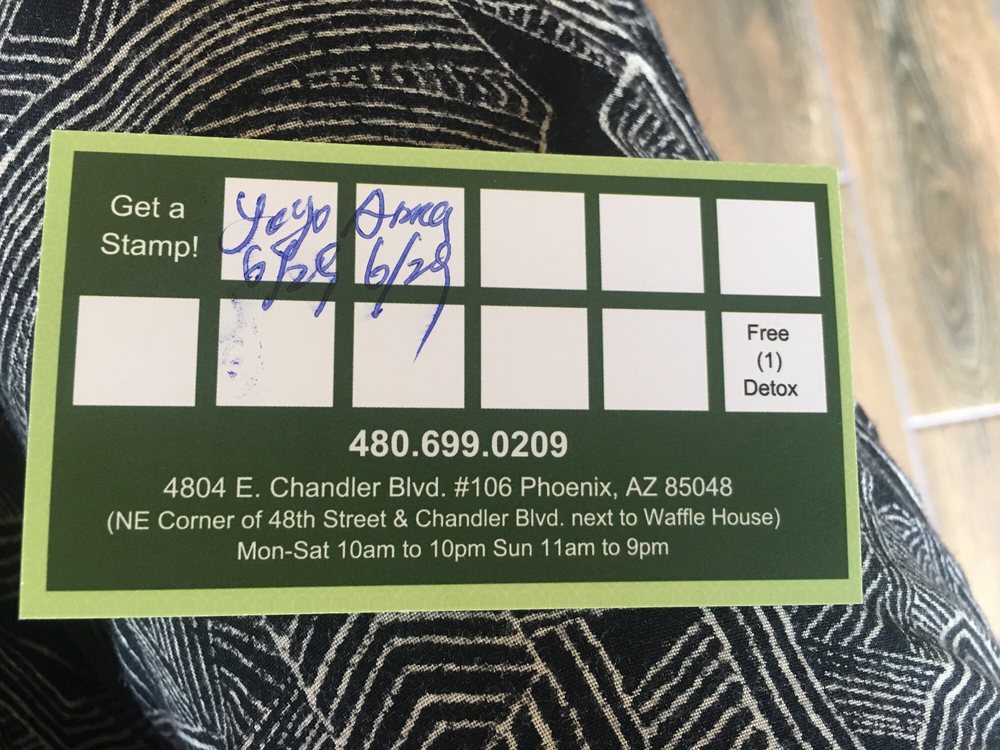 Get a
Stamp!
yoyo
6/29
Anna
6/29
Free
(1)
Detox
480.699.0209
4804 E. Chandler Blvd. #106 Phoenix, AZ 85048
(NE Corner of 48th Street & Chandler Blvd. next to Waffle House)
Mon-Sat 10am to 10pm Sun 11am to 9pm